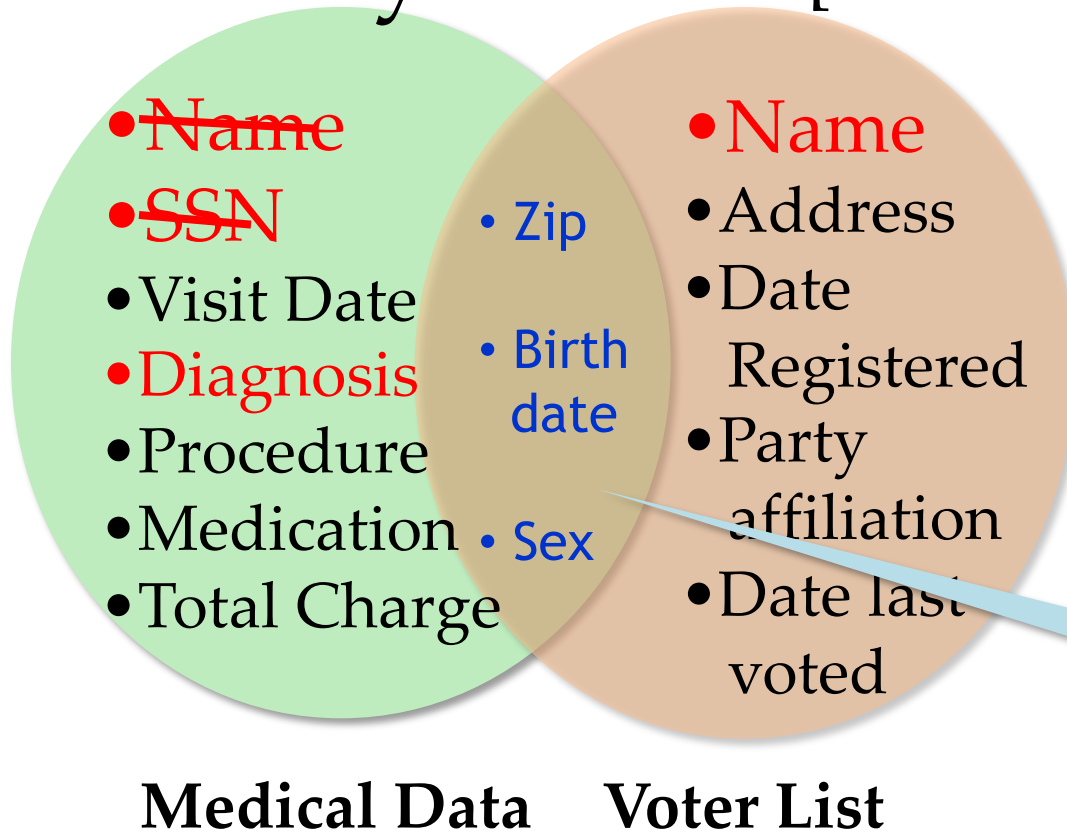 •Name
•SSN
•Visit Date
•Diagnosis
•Procedure
•Medication
•Total Charge
• Zip
• Birth
date
• Sex
•Name
•Address
•Date
Registered
•Party
affiliation
•Date last
voted
Medical Data
Voter List